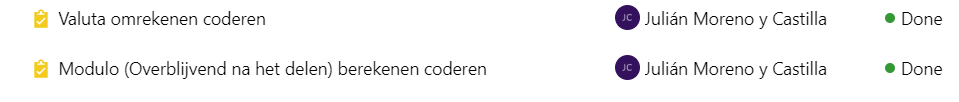 Valuta omrekenen coderen JC Julián Moreno y Castilla Done
Modulo (Overblijvend na het delen) berekenen coderen JC Julián Moreno y Castilla Done